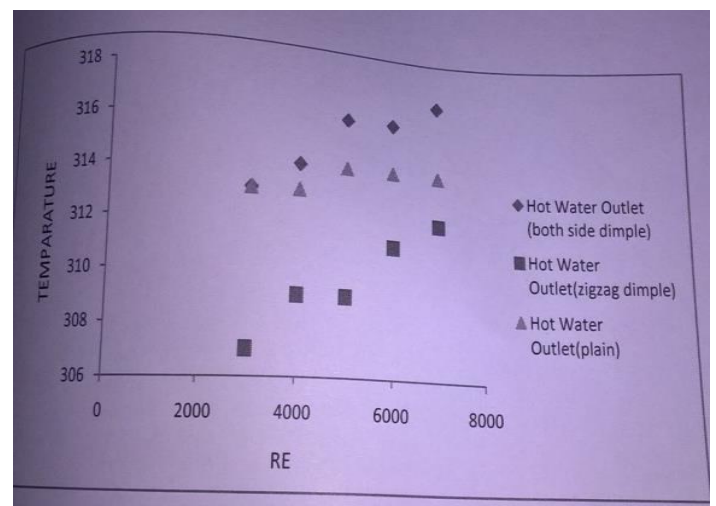 318
316
314
312
310
308
306
TEMPARATURE
0 2000 4000 6000 8000
RE
Hot Water Outlet
(both side dimple)
Hot Water
Outlet(zigzag dimple)
Hot Water
Outlet(plain)